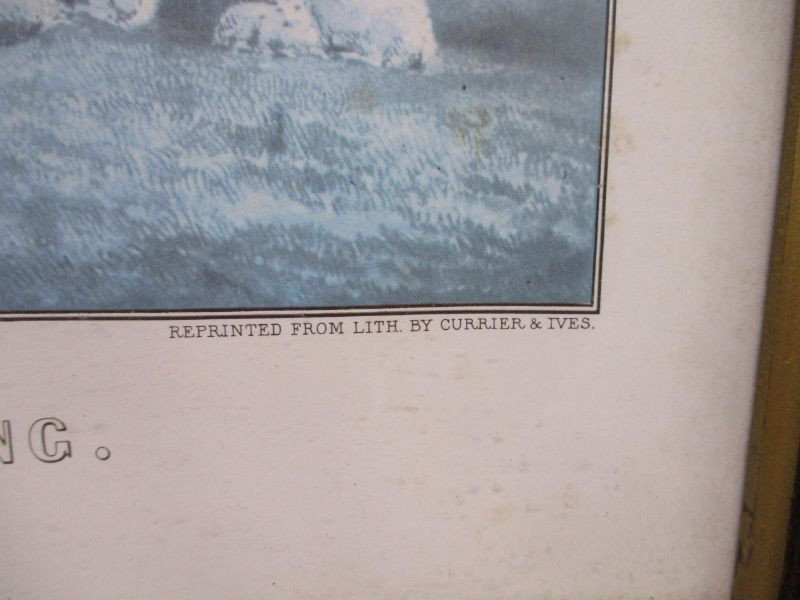 REPRINTED FROM LITH. BY CURRIER & IVES.
NG.